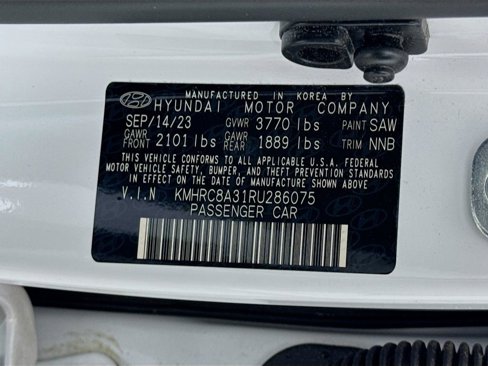 MANUFACTURED IN KOREA BY
HYUNDAI MOTOR COMPANY
SEP/14/23 GVWR 3770 lbs PAINT SAW
GAWR FRONT 2101 lbs GAWR REAR 1889 lbs TRIM NNB
THIS VEHICLE CONFORMS TO ALL APPLICABLE U.S.A. FEDERAL
MOTOR VEHICLE SAFETY, BUMPER, AND THEFT PREVENTION STANDARDS
IN EFFECT ON THE DATE OF MANUFACTURE SHOWN ABOVE.
V.I.N KMHRC8A31RU286075
PASSENGER CAR